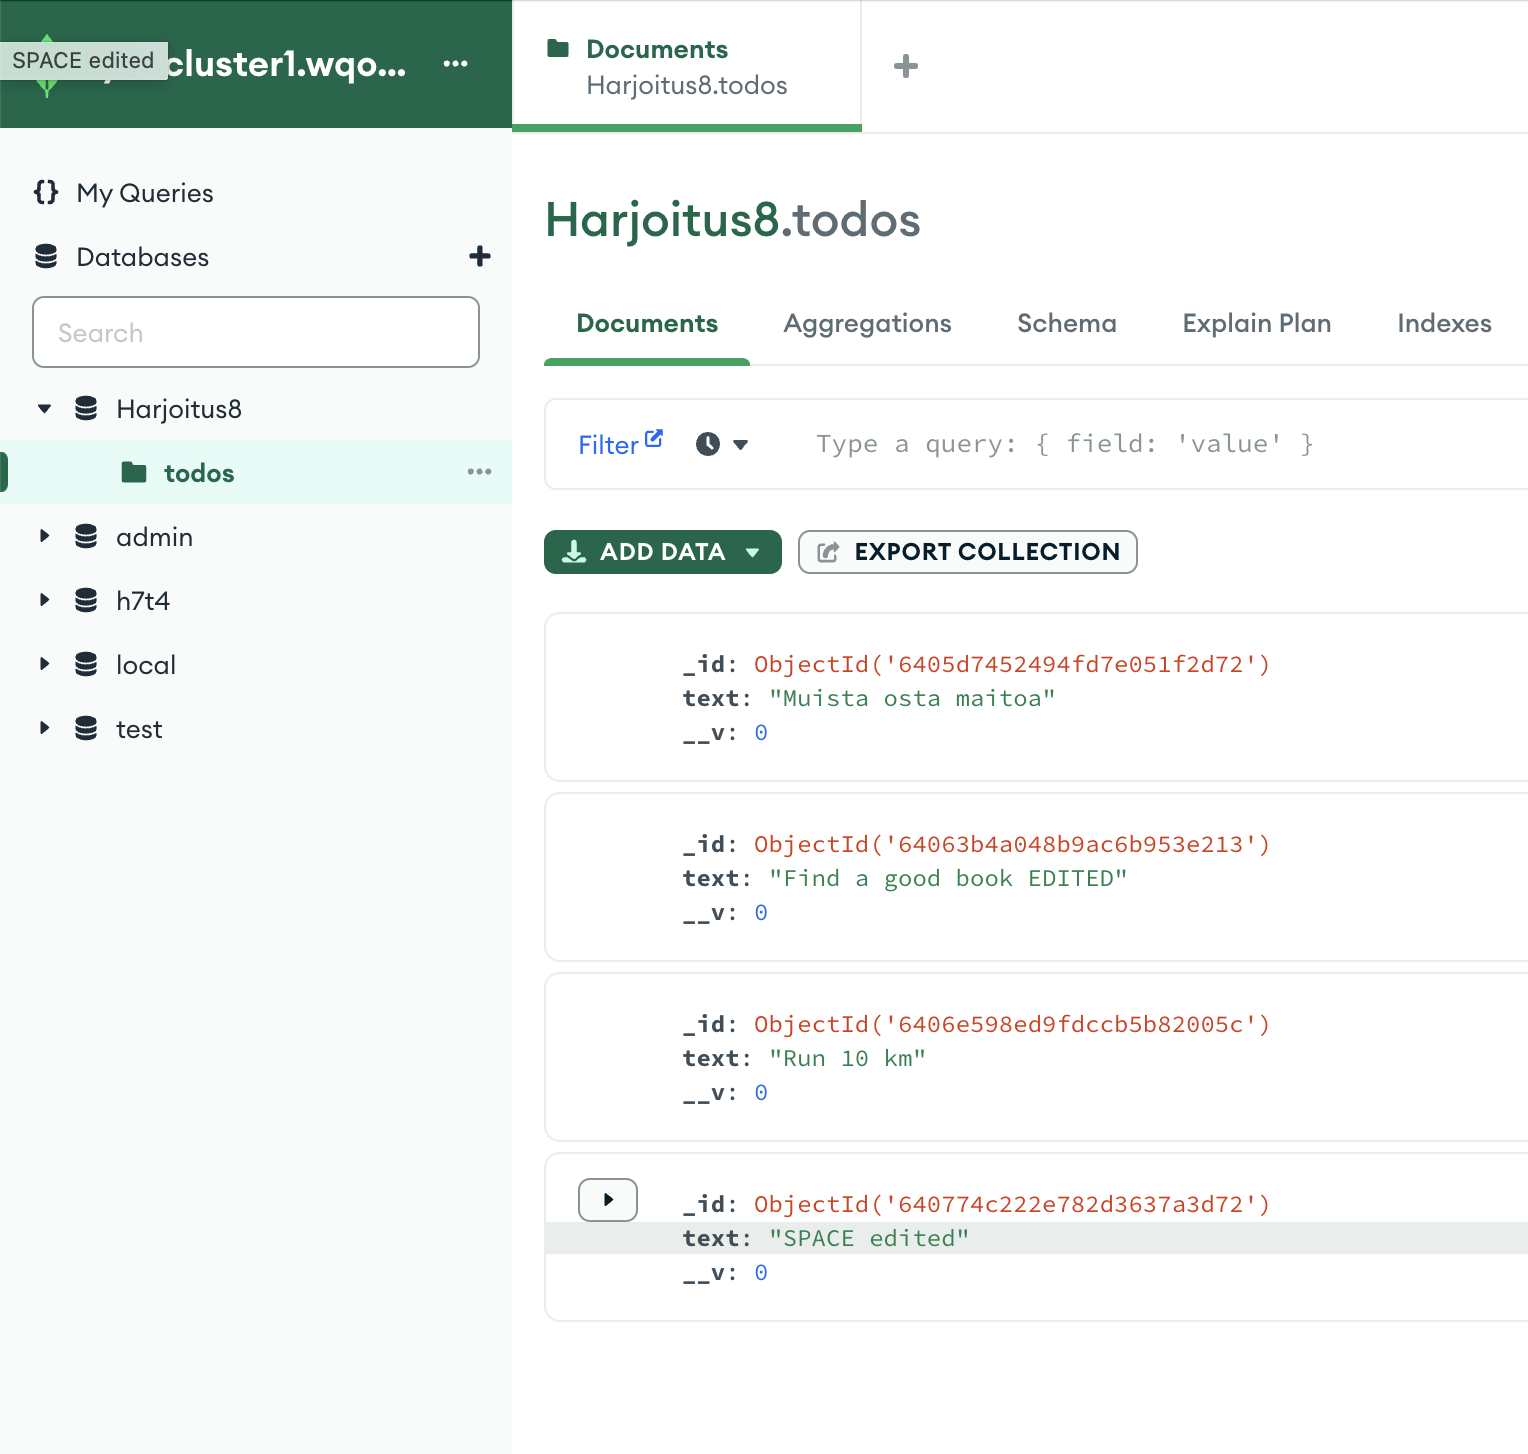 SPACE edited
cluster1.wqo...
Documents
Harjoitus8.todos
My Queries
Databases
Search
Harjoitus8
todos
admin
h7t4
local
test
Harjoitus8.todos
Documents Aggregations Schema Explain Plan Indexes
Filter Type a query: { field: 'value' }
ADD DATA EXPORT COLLECTION
_id: ObjectId('6405d7452494fd7e051f2d72')
text: "Muista osta maitoa"
__v: 0
_id: ObjectId('64063b4a048b9ac6b953e213')
text: "Find a good book EDITED"
__v: 0
_id: ObjectId('6406e598ed9fdccb5b82005c')
text: "Run 10 km"
__v: 0
_id: ObjectId('640774c222e782d3637a3d72')
text: "SPACE edited"
__v: 0